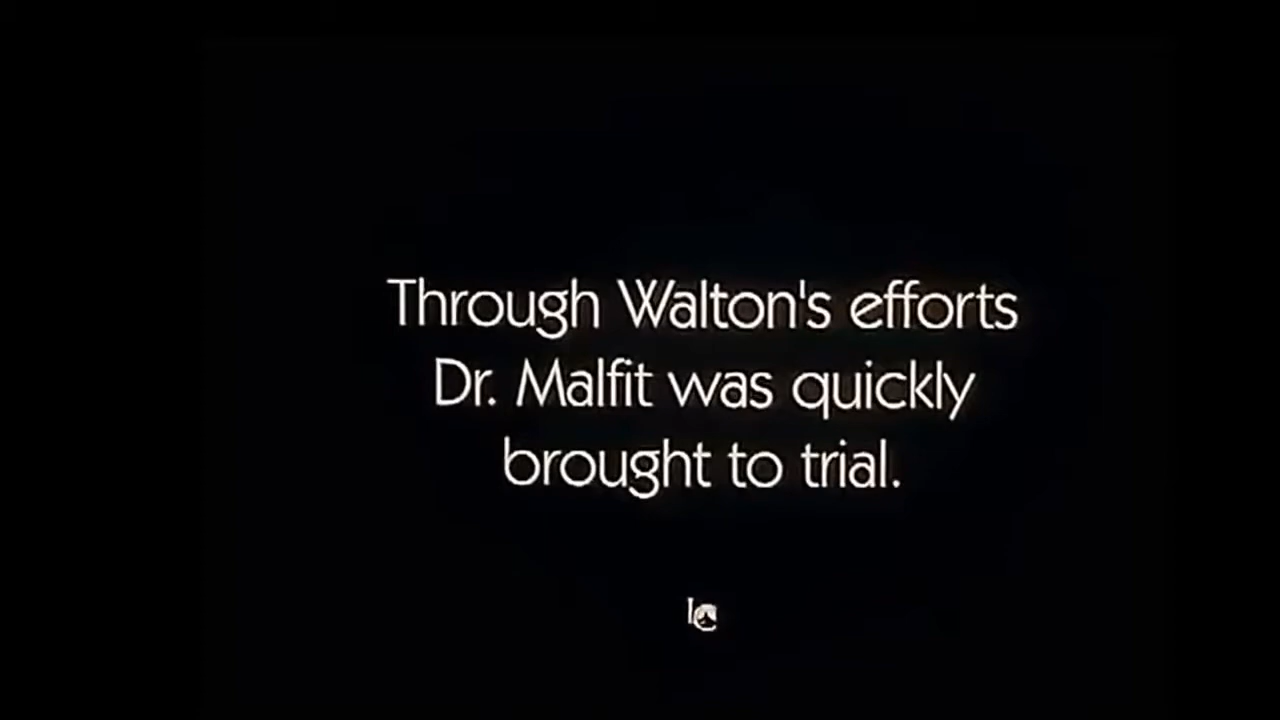 Through Walton's efforts
Dr. Malfit was quickly
brought to trial.